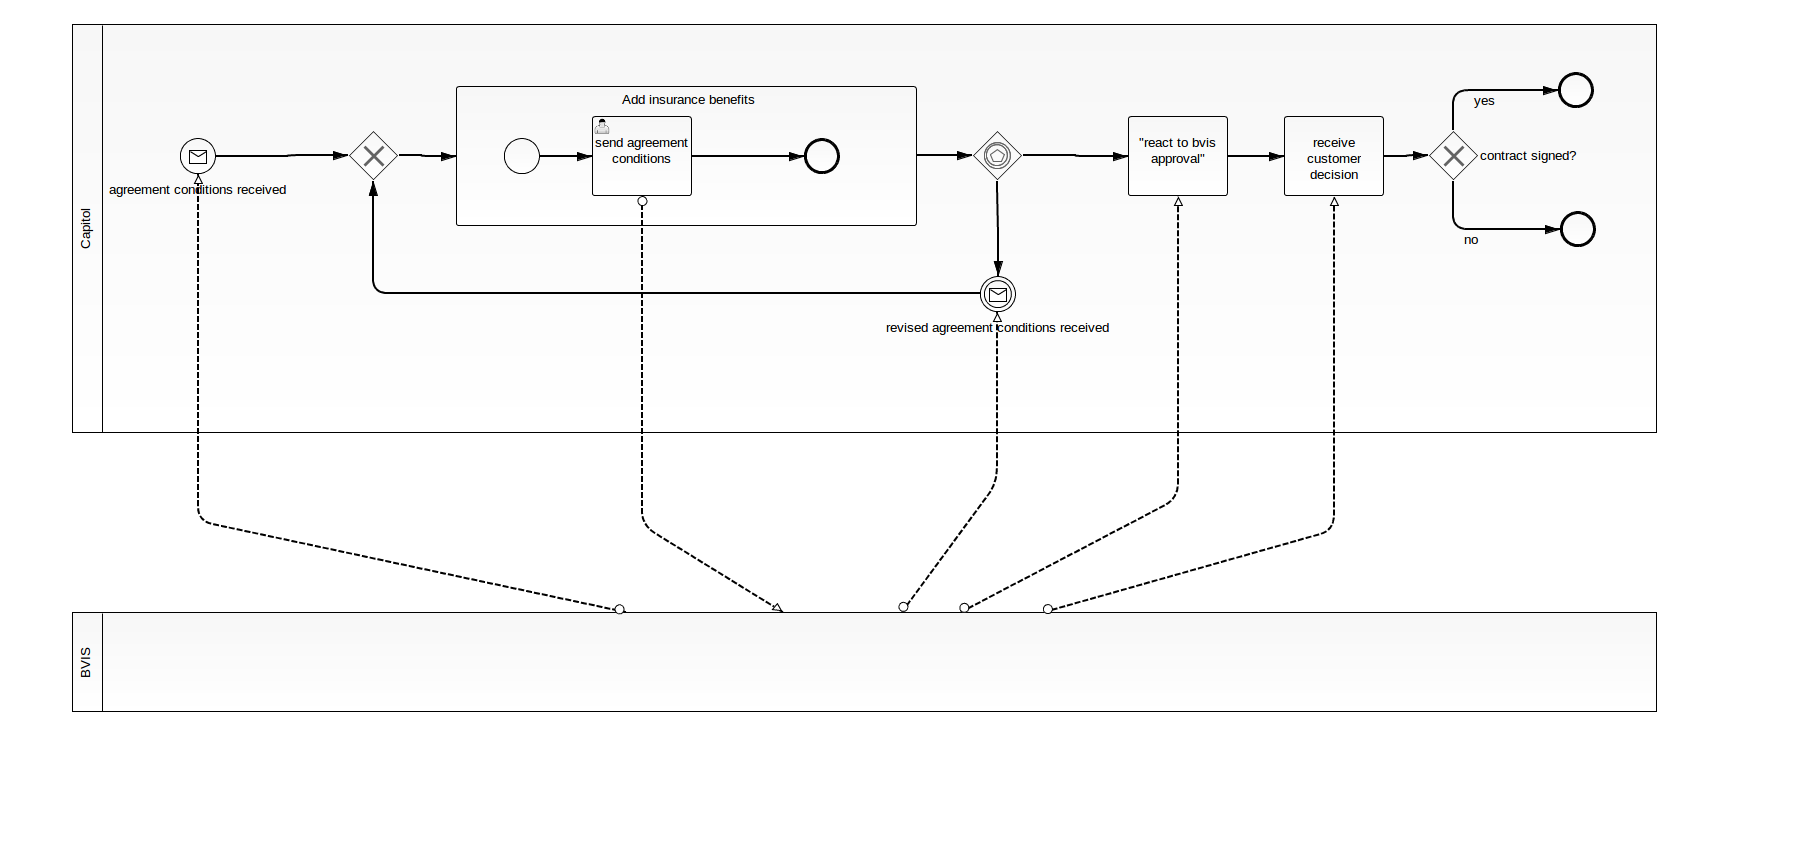 Capitol
agreement conditions received
Add insurance benefits
send agreement
conditions
revised agreement conditions received
"react to bvis
approval"
receive
customer
decision
contract signed?
yes
no
BVIS